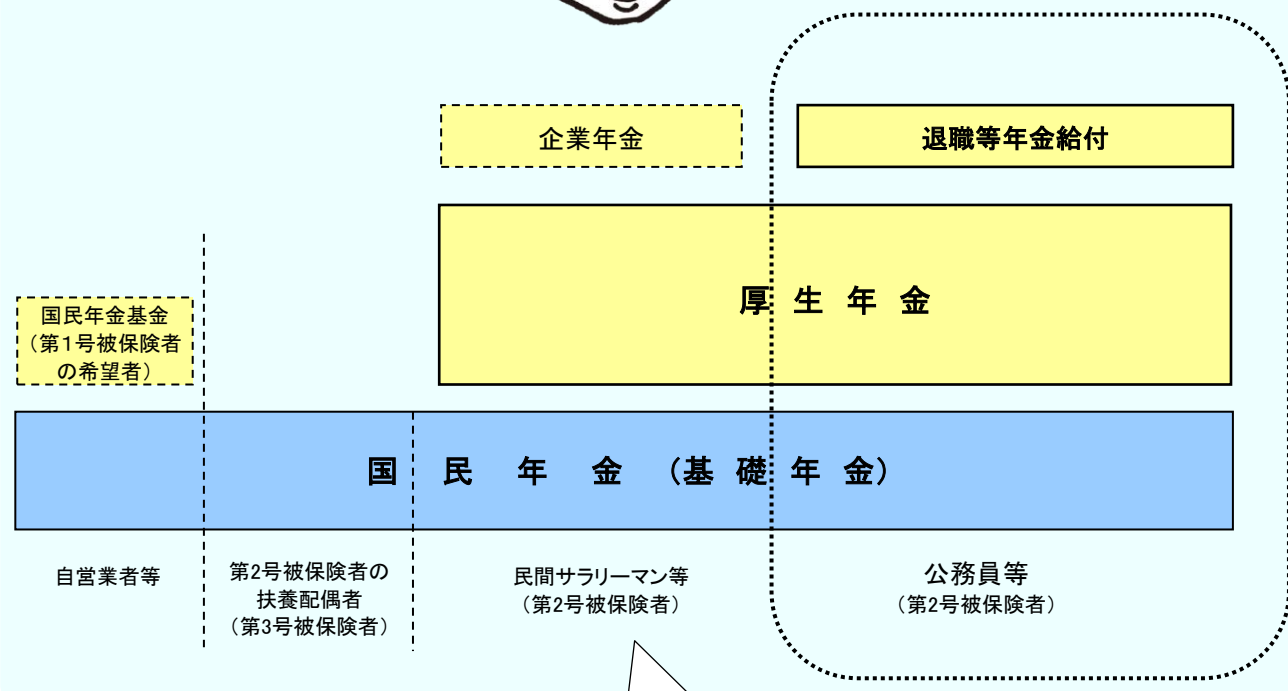 企業年金
退職等年金給付
厚生年金
国民年金基金
（第1号被保険者
の希望者）
国民年金（基礎年金）
自営業者等
第2号被保険者の
扶養配偶者
（第3号被保険者）
民間サラリーマン等
（第2号被保険者）
公務員等
（第2号被保険者）